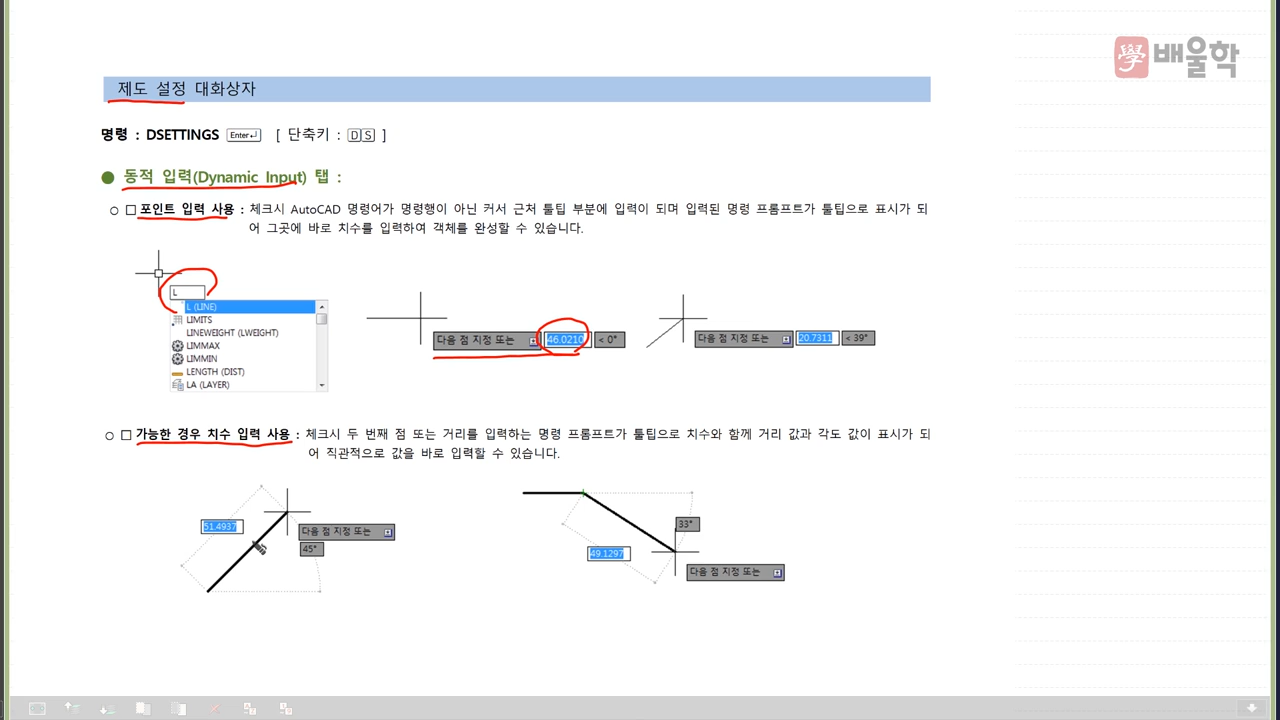 學 배울학
제도 설정 대화상자
명령 : DSETTINGS Enter↵ [ 단축키 : D S ]
● 동적 입력(Dynamic Input) 탭 :
○ □ 포인트 입력 사용 : 체크시 AutoCAD 명령어가 명령행이 아닌 커서 근처 툴팁 부분에 입력이 되며 입력된 명령 프롬프트가 툴팁으로 표시가 되
어 그곳에 바로 치수를 입력하여 객체를 완성할 수 있습니다.
L
L (LINE)
LIMITS
LINEWEIGHT (LWEIGHT)
LIMMAX
LIMMIN
LENGTH (DIST)
LA (LAYER)
다음 점 지정 또는 46.0210 < 0°
다음 점 지정 또는 20.7311 < 39°
○ □ 가능한 경우 치수 입력 사용 : 체크시 두 번째 점 또는 거리를 입력하는 명령 프롬프트가 툴팁으로 치수와 함께 거리 값과 각도 값이 표시가 되
어 직관적으로 값을 바로 입력할 수 있습니다.
51.4937
다음 점 지정 또는
45°
33°
49.1297
다음 점 지정 또는